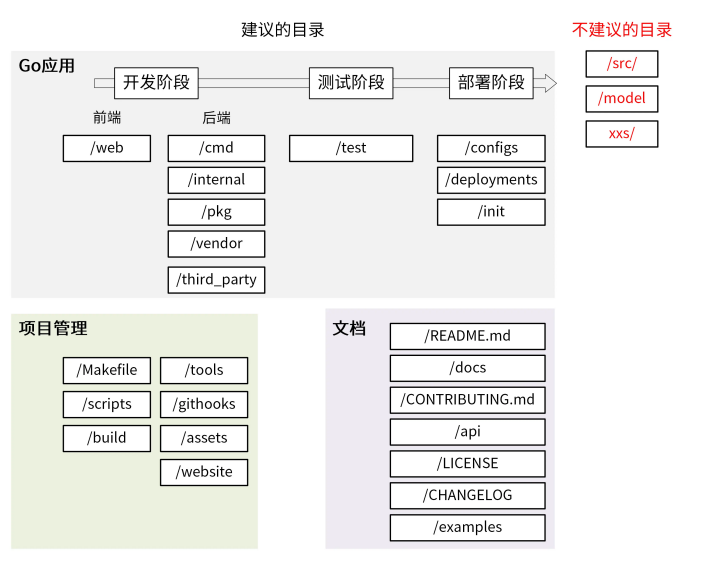 建议的目录
不建议的目录
Go应用
开发阶段
测试阶段
部署阶段
前端
后端
/web
/cmd
/internal
/pkg
/vendor
/third_party
/test
/configs
/deployments
/init
/src/
/model
xxs/
项目管理
/Makefile
/scripts
/build
/tools
/githooks
/assets
/website
文档
/README.md
/docs
/CONTRIBUTING.md
/api
/LICENSE
/CHANGELOG
/examples